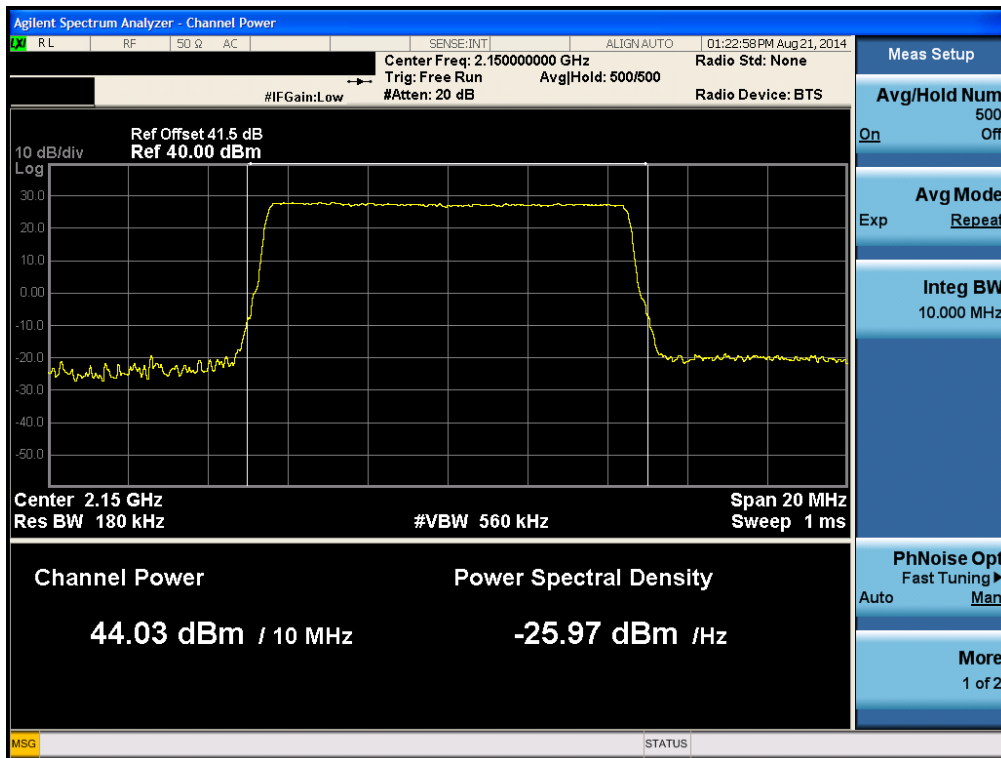 Agilent Spectrum Analyzer - Channel Power
LXI RL RF 50 Ω AC SENSE:INT ALIGN AUTO 01:22:58 PM Aug 21, 2014
Center Freq: 2.150000000 GHz Radio Std: None
Trig: Free Run Avg|Hold: 500/500
#IFGain:Low #Atten: 20 dB Radio Device: BTS
Ref Offset 41.5 dB
10 dB/div Ref 40.00 dBm
Log
30.0
20.0
10.0
0.00
-10.0
-20.0
-30.0
-40.0
-50.0
Center 2.15 GHz Span 20 MHz
Res BW 180 kHz #VBW 560 kHz Sweep 1 ms
Channel Power Power Spectral Density
44.03 dBm / 10 MHz -25.97 dBm /Hz
Meas Setup
Avg/Hold Num
500
On Off
Avg Mode
Exp Repeat
Integ BW
10.000 MHz
PhNoise Opt
Fast Tuning▶
Auto Man
More
1 of 2
MSG STATUS